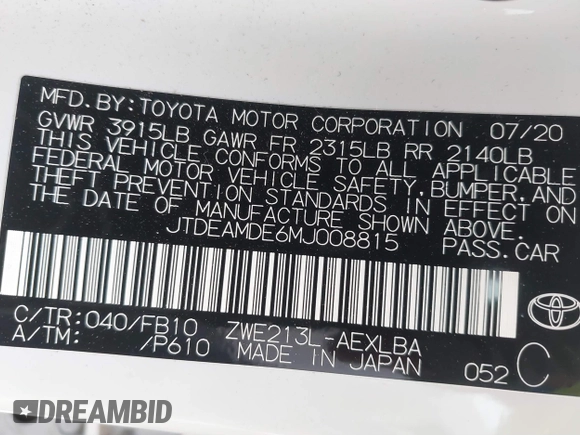 MFD.BY: TOYOTA MOTOR CORPORATION 07/20
GVWR 3915LB GAWR FR 2315LB RR 2140LB
THIS VEHICLE CONFORMS TO ALL APPLICABLE
FEDERAL MOTOR VEHICLE SAFETY, BUMPER, AND
THEFT PREVENTION STANDARDS IN EFFECT ON
THE DATE OF MANUFACTURE SHOWN ABOVE.
JTDEAMDE6MJ008815 PASS.CAR
C/TR: 040/FB10 ZWE213L-AEXLBA
A/TM: /P610 MADE IN JAPAN 052 C
TOYOTA
DREAMBID